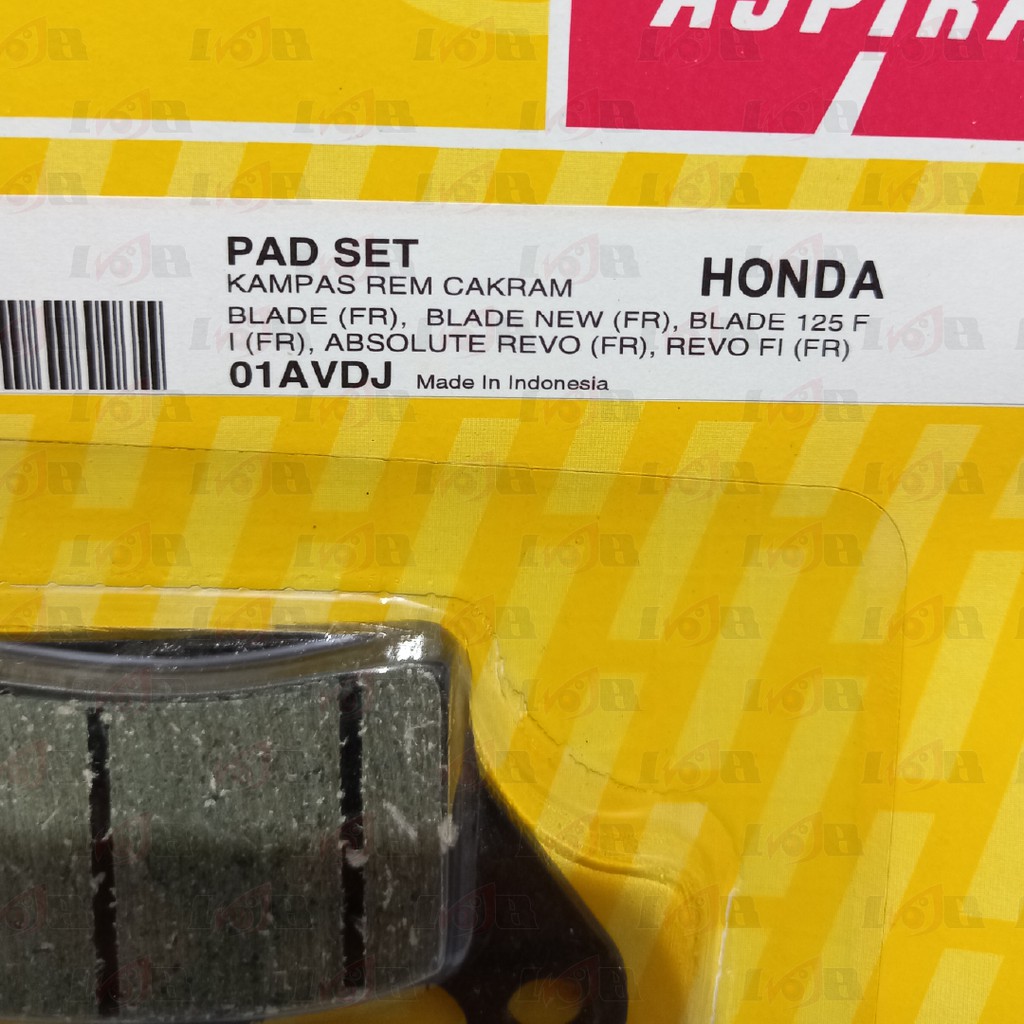 ASPIRA
PAD SET
KAMPAS REM CAKRAM
HONDA
BLADE (FR), BLADE NEW (FR), BLADE 125 F
I (FR), ABSOLUTE REVO (FR), REVO FI (FR)
01AVDJ Made In Indonesia